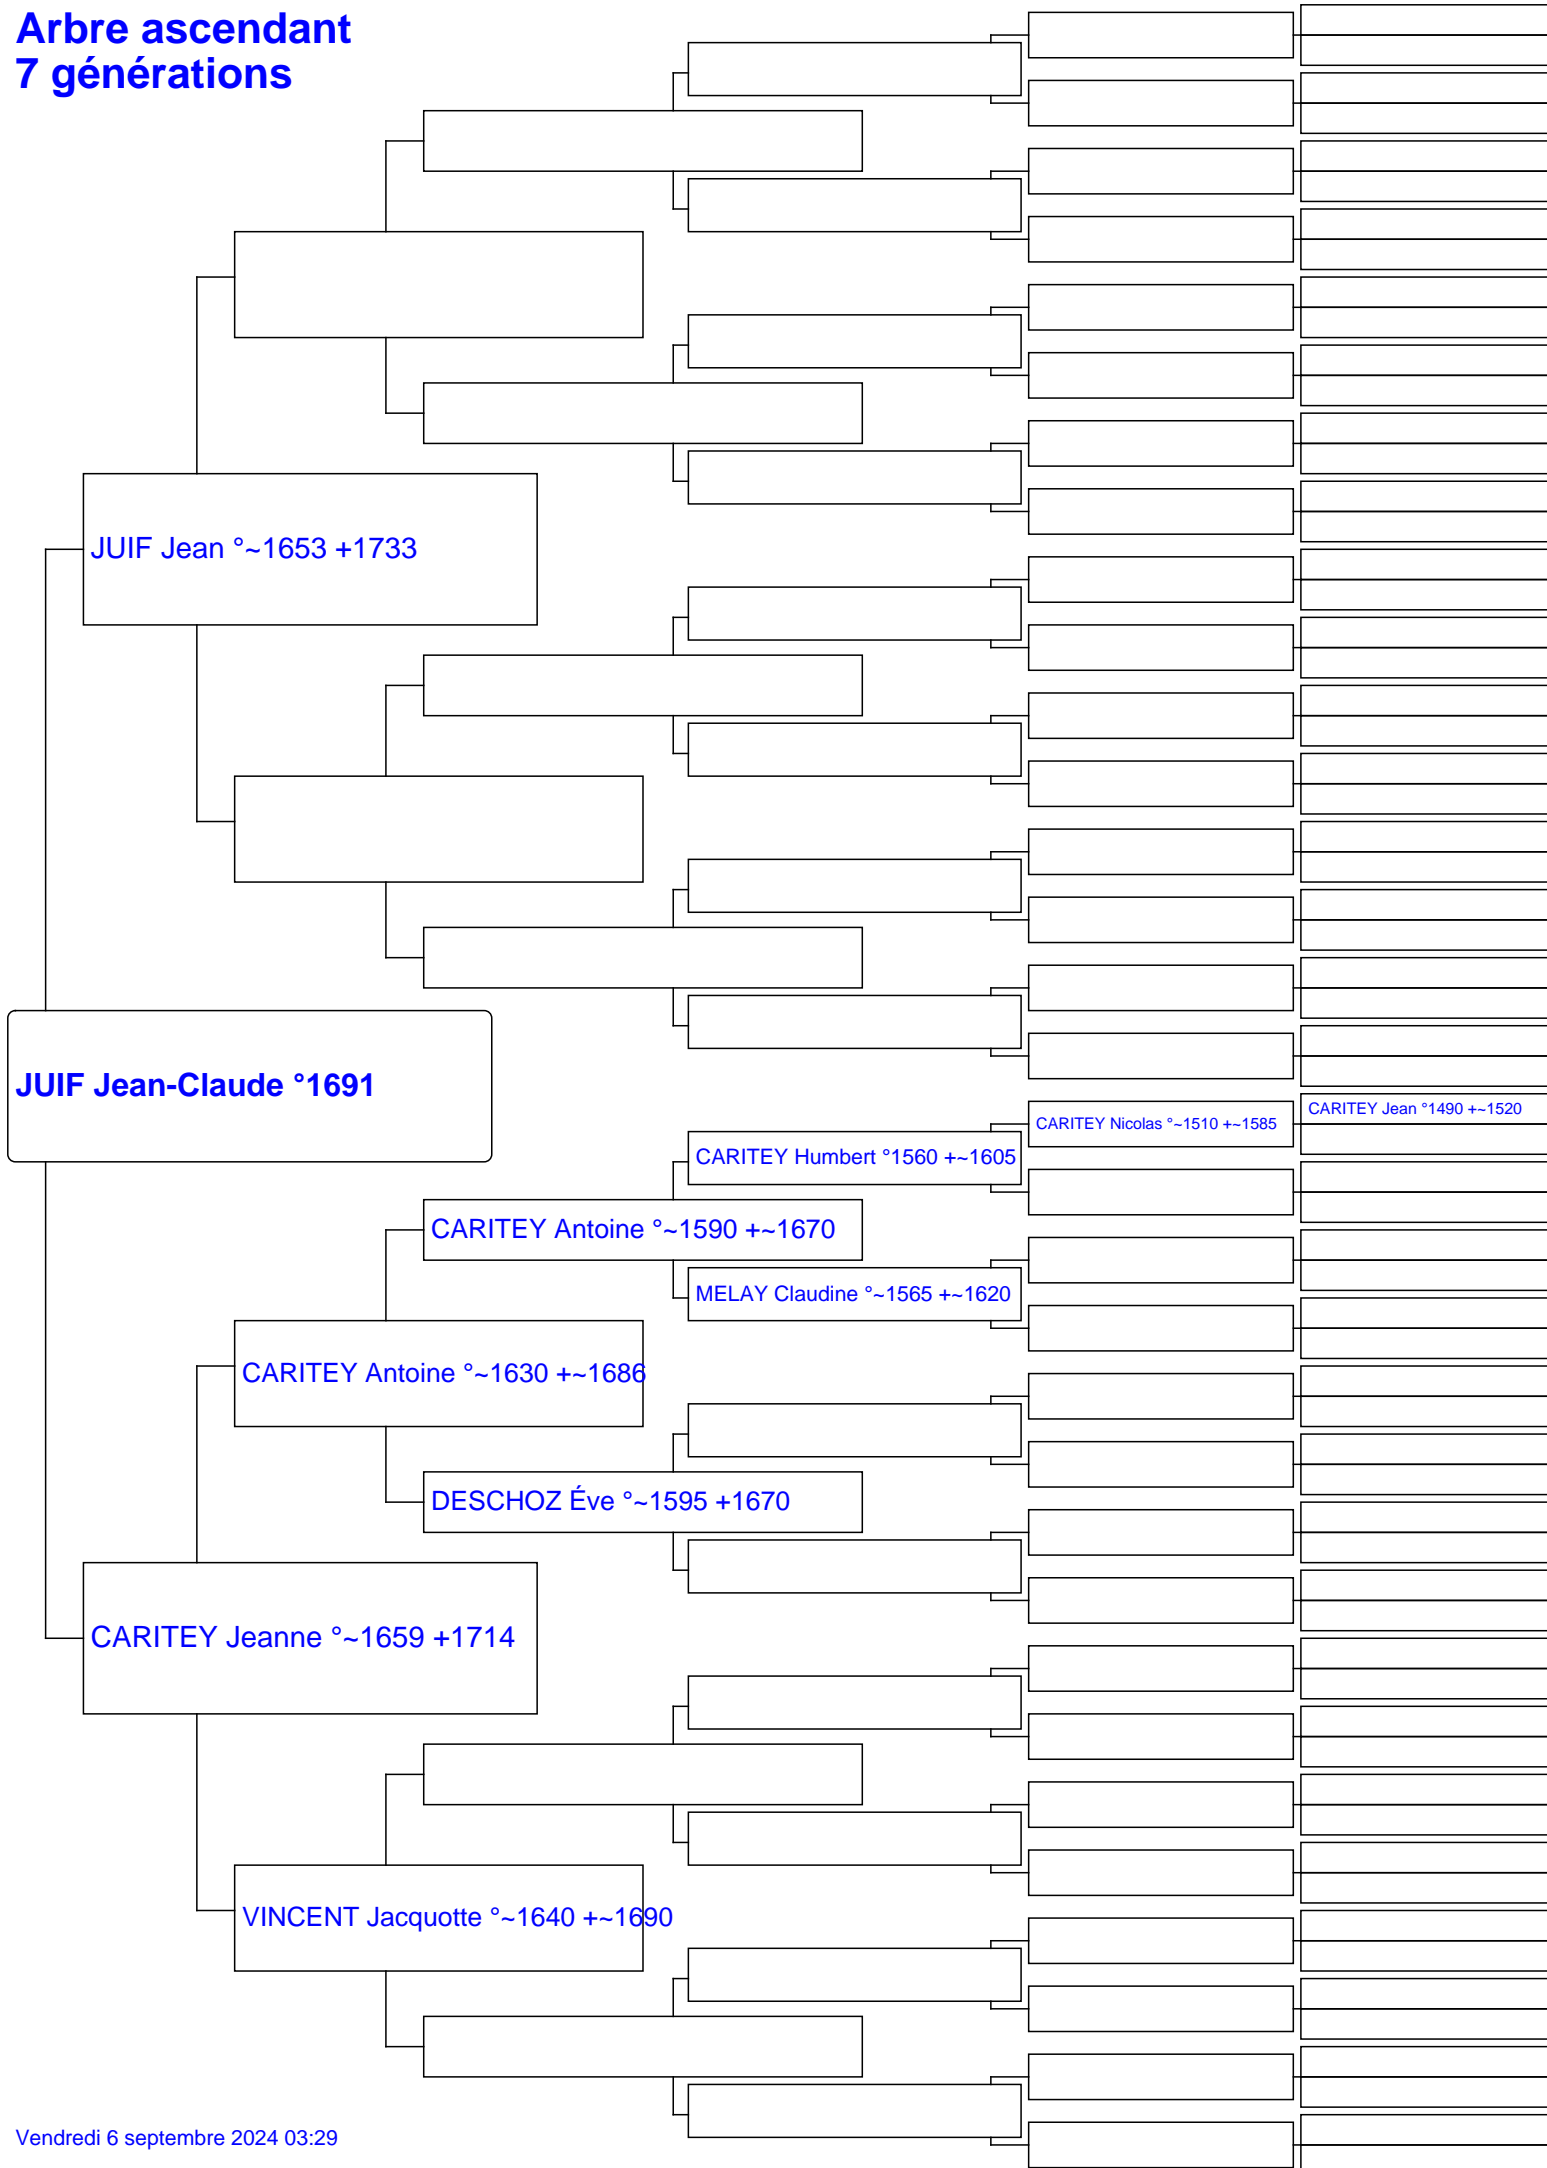 Arbre ascendant
7 générations
JUIF Jean °~1653 +1733
JUIF Jean-Claude °1691
CARITEY Jean °1490 +~1520
CARITEY Nicolas °~1510 +~1585
CARITEY Humbert °1560 +~1605
CARITEY Antoine °~1590 +~1670
MELAY Claudine °~1565 +~1620
CARITEY Antoine °~1630 +~1686
DESCHOZ Éve °~1595 +1670
CARITEY Jeanne °~1659 +1714
VINCENT Jacquotte °~1640 +~1690
Vendredi 6 septembre 2024 03:29